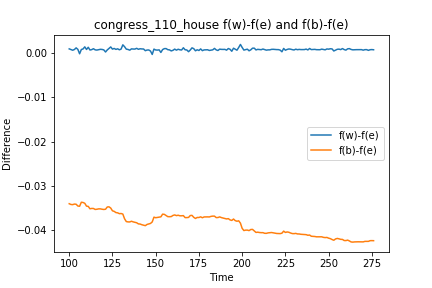 congress_110_house f(w)-f(e) and f(b)-f(e)
0.00
−0.01
−0.02
−0.03
−0.04
Difference
f(w)-f(e)
f(b)-f(e)
100 125 150 175 200 225 250 275
Time